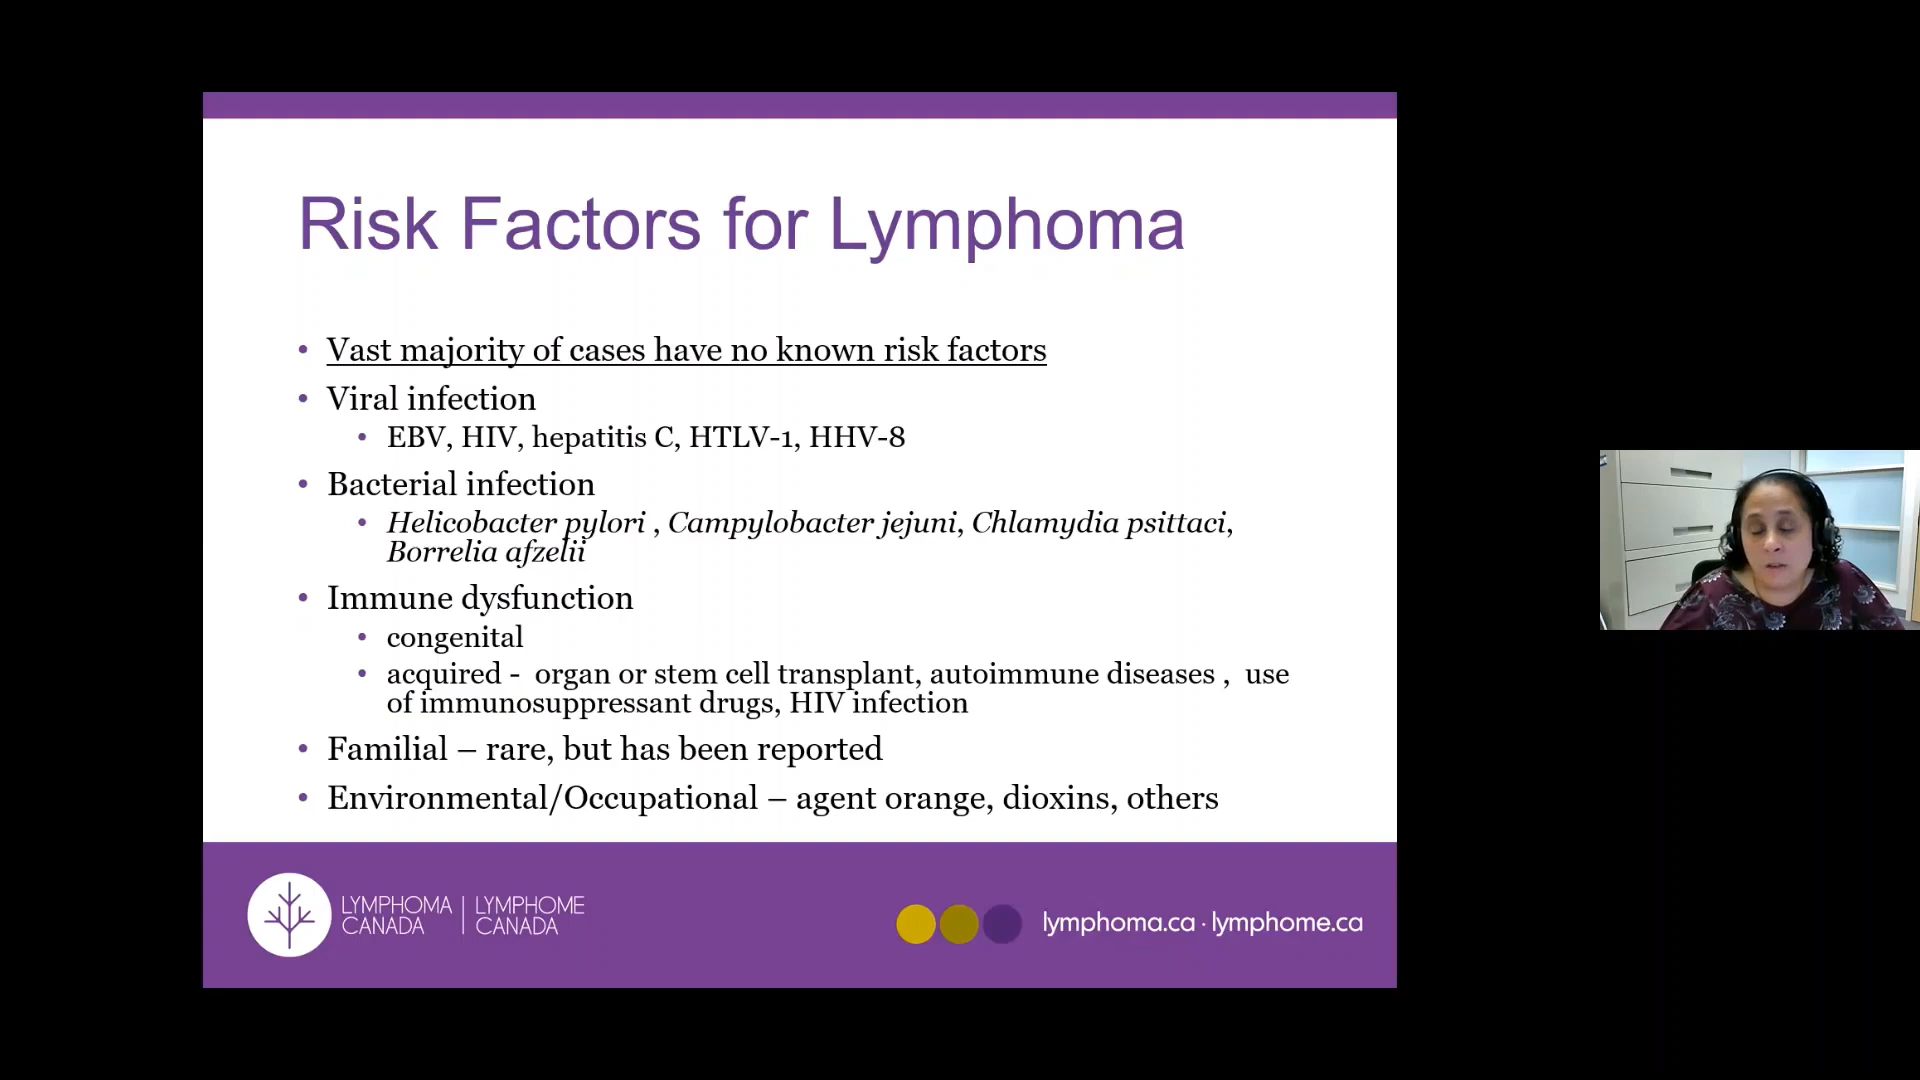 Risk Factors for Lymphoma
• Vast majority of cases have no known risk factors
• Viral infection
• EBV, HIV, hepatitis C, HTLV-1, HHV-8
• Bacterial infection
• Helicobacter pylori , Campylobacter jejuni, Chlamydia psittaci,
Borrelia afzelii
• Immune dysfunction
• congenital
• acquired - organ or stem cell transplant, autoimmune diseases , use
of immunosuppressant drugs, HIV infection
• Familial – rare, but has been reported
• Environmental/Occupational – agent orange, dioxins, others
LYMPHOMA CANADA | LYMPHOME CANADA
lymphoma.ca · lymphome.ca